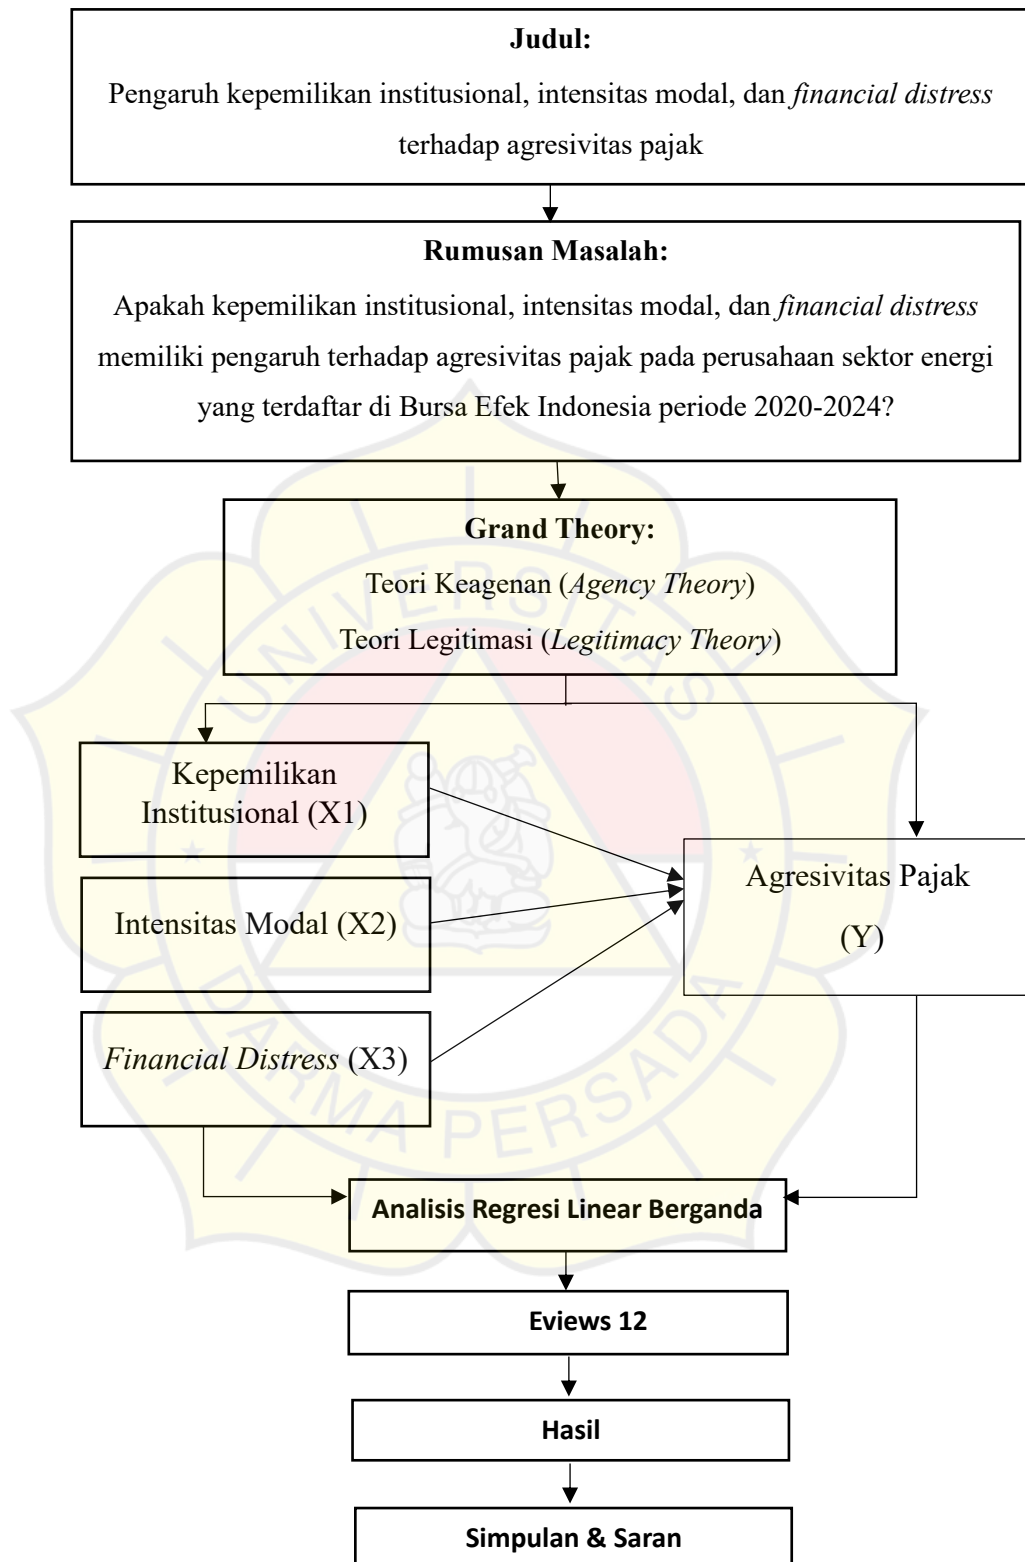 Judul:
Pengaruh kepemilikan institusional, intensitas modal, dan financial distress
terhadap agresivitas pajak
Rumusan Masalah:
Apakah kepemilikan institusional, intensitas modal, dan financial distress
memiliki pengaruh terhadap agresivitas pajak pada perusahaan sektor energi
yang terdaftar di Bursa Efek Indonesia periode 2020-2024?
Grand Theory:
Teori Keagenan (Agency Theory)
Teori Legitimasi (Legitimacy Theory)
UNIVERSITAS
Kepemilikan
Institusional (X1)
Intensitas Modal (X2)
Financial Distress (X3)
Agresivitas Pajak
(Y)
DARMA PERSADA
Analisis Regresi Linear Berganda
Eviews 12
Hasil
Simpulan & Saran